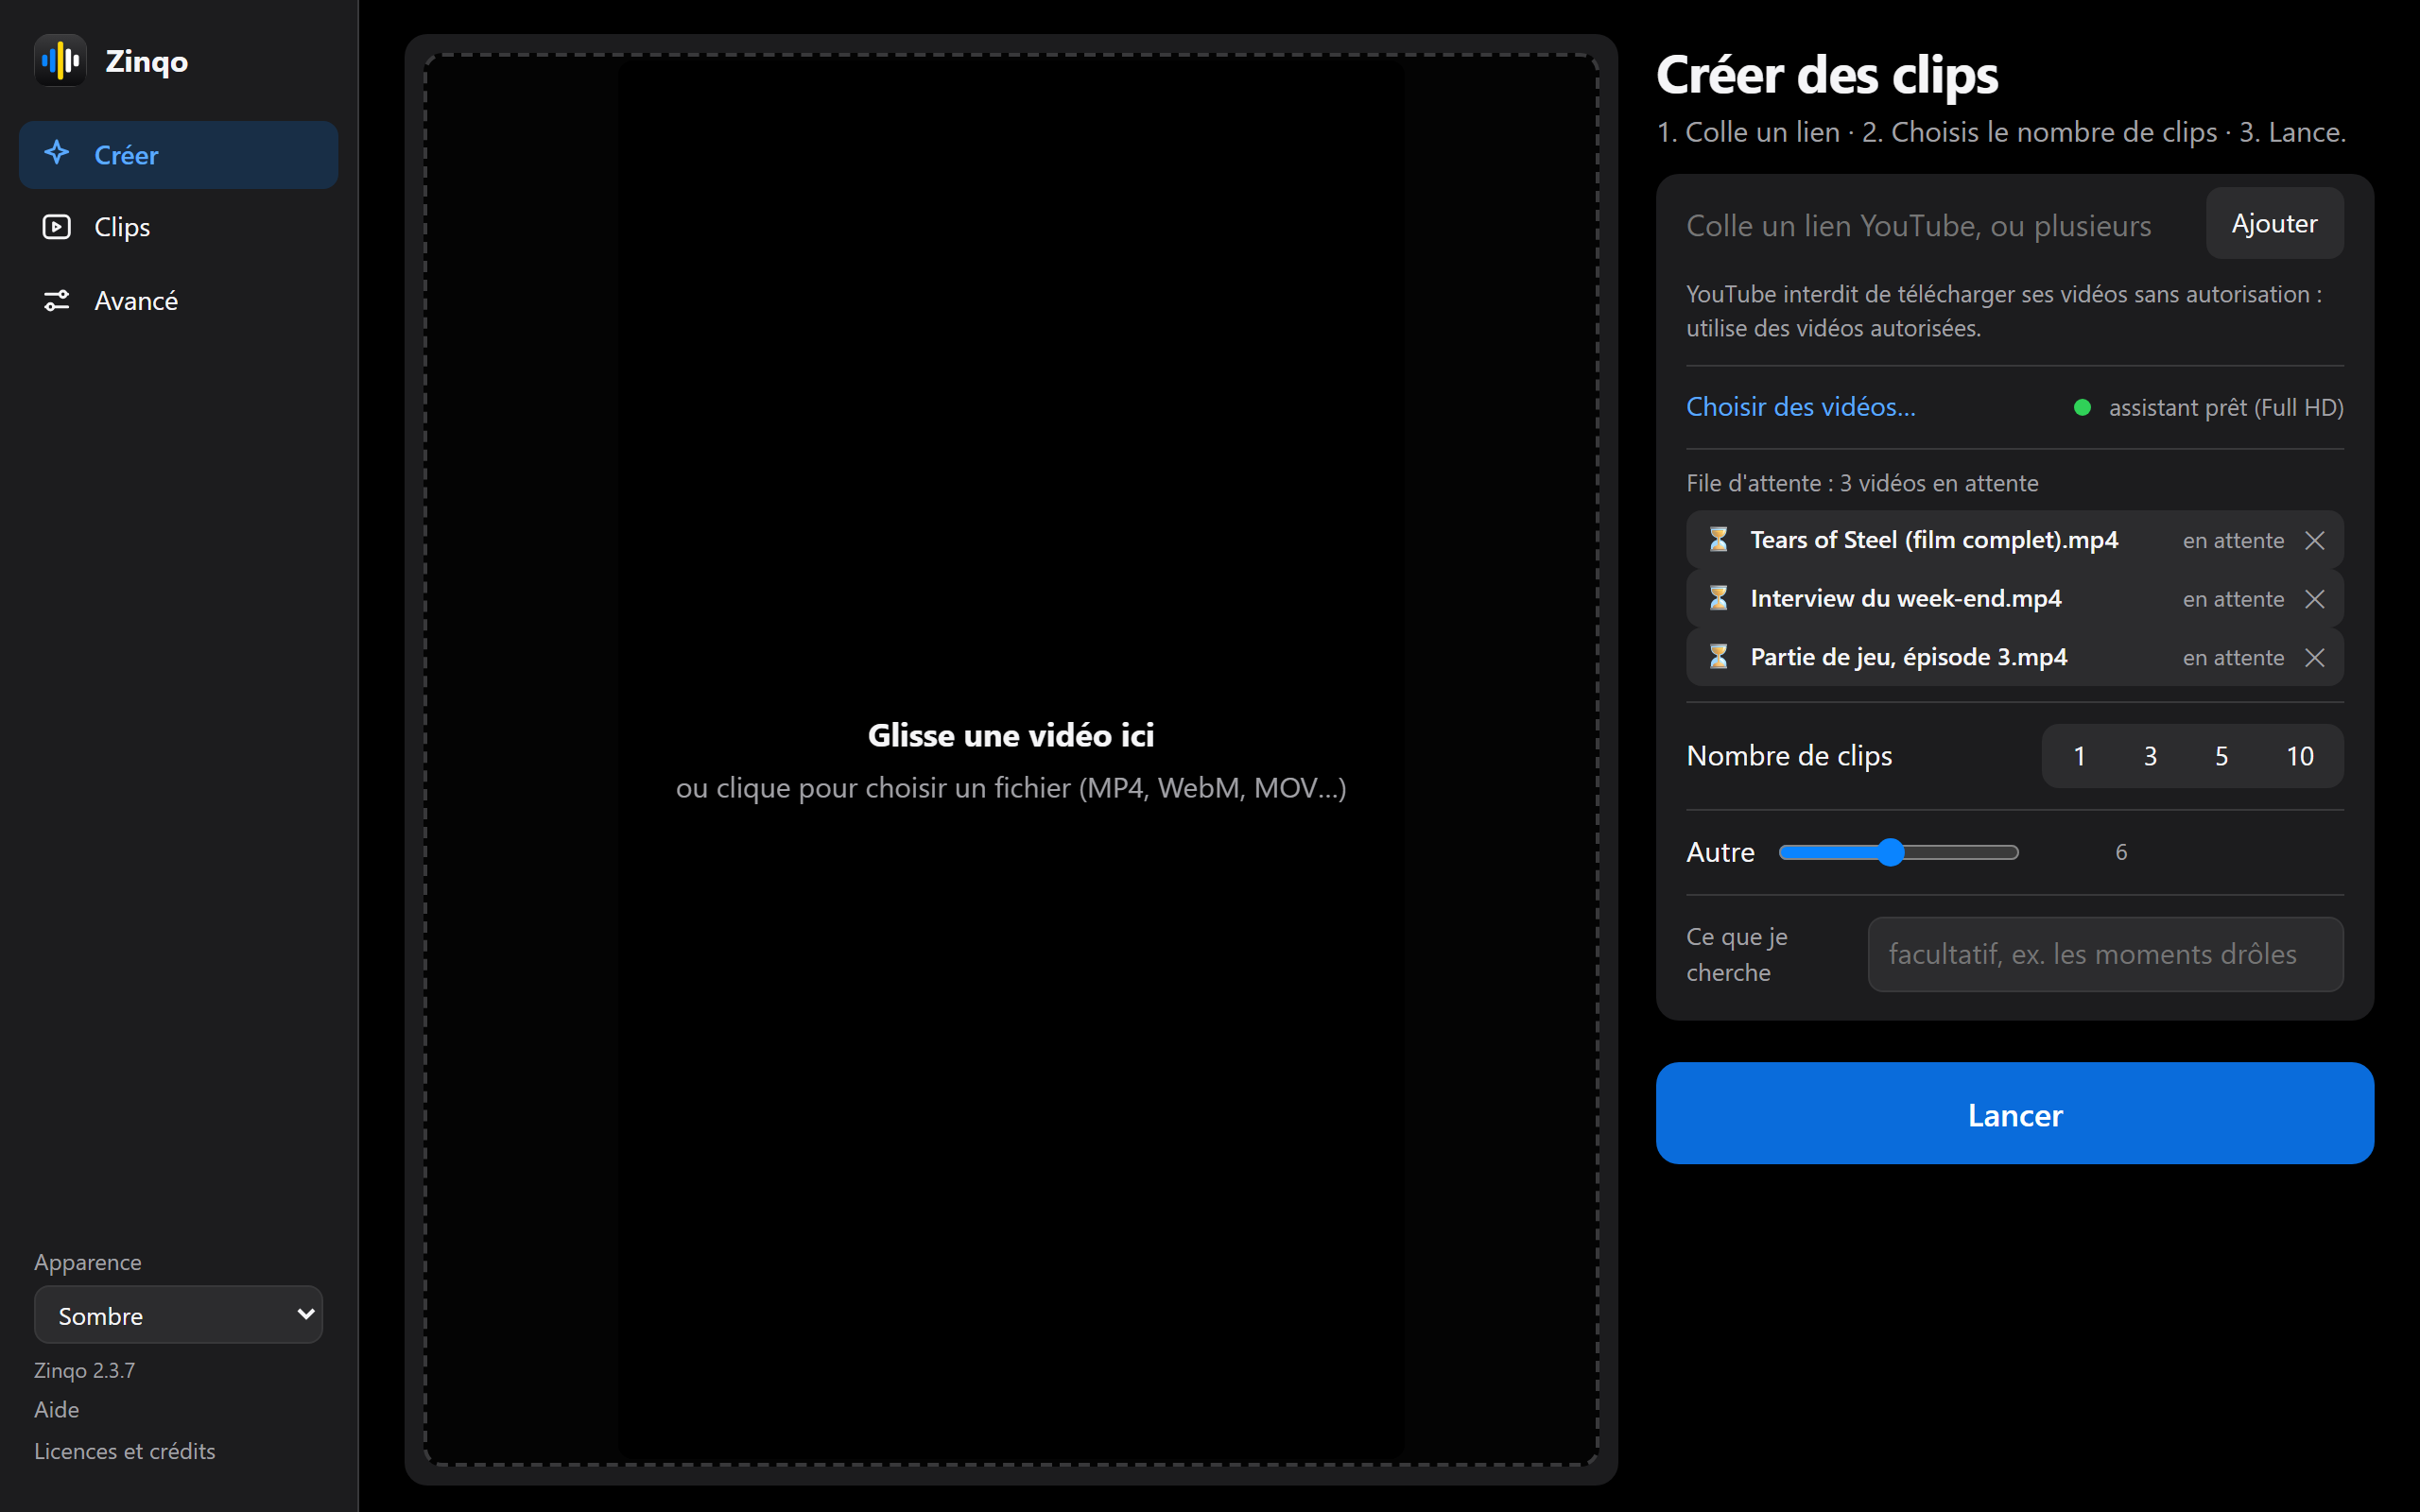 Zinqo
Créer
Clips
Avancé
Apparence
Sombre
Zinqo 2.3.7
Aide
Licences et crédits
Glisse une vidéo ici
ou clique pour choisir un fichier (MP4, WebM, MOV...)
Créer des clips
1. Colle un lien · 2. Choisis le nombre de clips · 3. Lance.
Colle un lien YouTube, ou plusieurs
Ajouter
YouTube interdit de télécharger ses vidéos sans autorisation :
utilise des vidéos autorisées.
Choisir des vidéos...
assistant prêt (Full HD)
File d'attente : 3 vidéos en attente
Tears of Steel (film complet).mp4 en attente
Interview du week-end.mp4 en attente
Partie de jeu, épisode 3.mp4 en attente
Nombre de clips 1 3 5 10
Autre 6
Ce que je
cherche
facultatif, ex. les moments drôles
Lancer